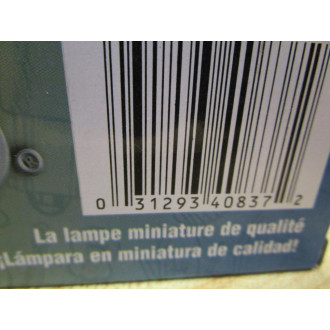 0 31293 40837 2
La lampe miniature de qualité
¡Lámpara en miniatura de calidad!